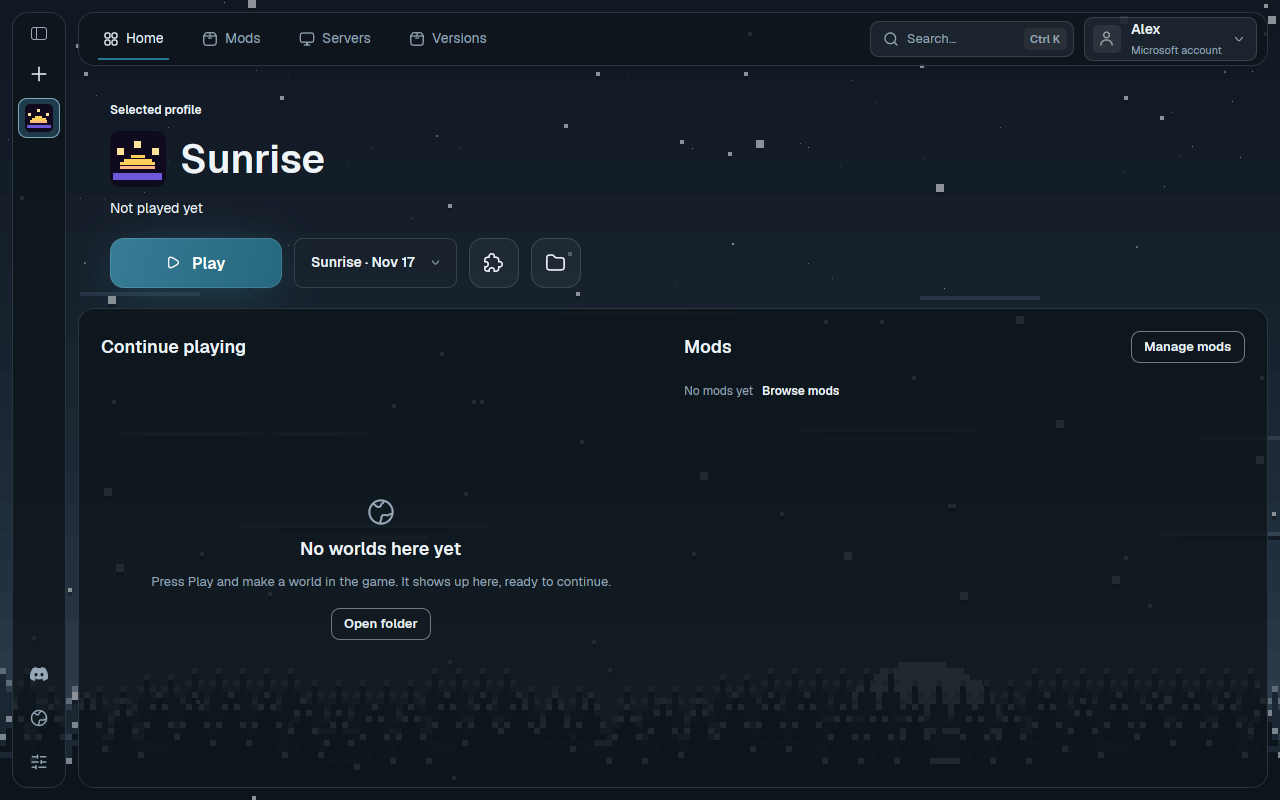 Home
Mods
Servers
Versions
Search...
Ctrl K
Alex
Microsoft account
Selected profile
Sunrise
Not played yet
Play
Sunrise · Nov 17
Continue playing
Mods
Manage mods
No mods yet Browse mods
No worlds here yet
Press Play and make a world in the game. It shows up here, ready to continue.
Open folder